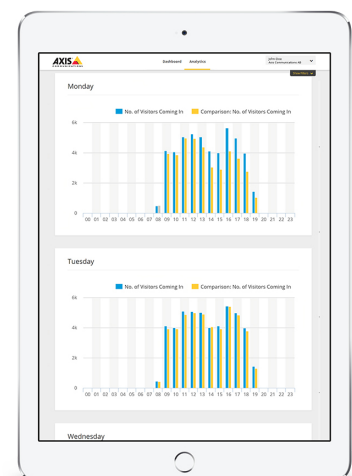 AXIS
COMMUNICATIONS
Dashboard Analytics
Axis Communications AB
Monday
No. of Visitors Coming In Comparison: No. of Visitors Coming In
6k
4k
2k
0
00 01 02 03 04 05 06 07 08 09 10 11 12 13 14 15 16 17 18 19 20 21 22 23
Tuesday
No. of Visitors Coming In Comparison: No. of Visitors Coming In
6k
4k
2k
0
00 01 02 03 04 05 06 07 08 09 10 11 12 13 14 15 16 17 18 19 20 21 22 23
Wednesday